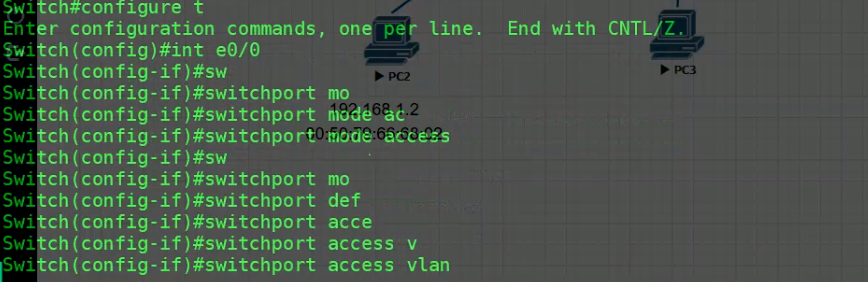 Switch#configure t
Enter configuration commands, one per line.  End with CNTL/Z.
Switch(config)#int e0/0
Switch(config-if)#sw
Switch(config-if)#switchport mo
Switch(config-if)#switchport mode ac
Switch(config-if)#switchport mode access
Switch(config-if)#sw
Switch(config-if)#switchport mo
Switch(config-if)#switchport def
Switch(config-if)#switchport acce
Switch(config-if)#switchport access v
Switch(config-if)#switchport access vlan
PC2
PC3
192.168.1.2